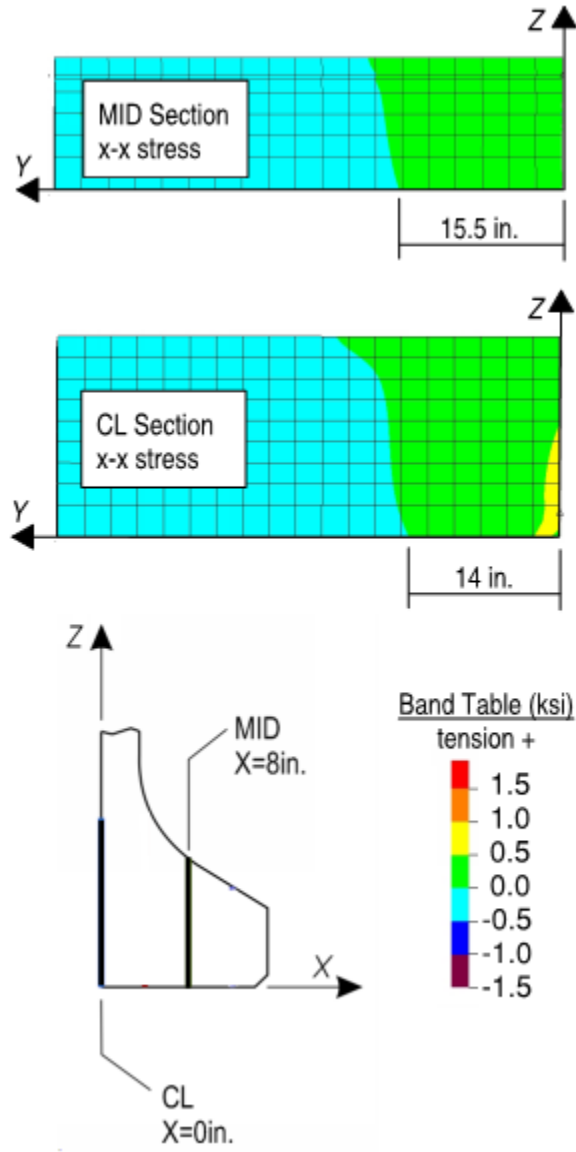 Z
MID Section
x-x stress
Y
15.5 in.
Z
CL Section
x-x stress
Y
14 in.
Z
MID
X=8in.
X
CL
X=0in.
Band Table (ksi)
tension +
1.5
1.0
0.5
0.0
-0.5
-1.0
-1.5